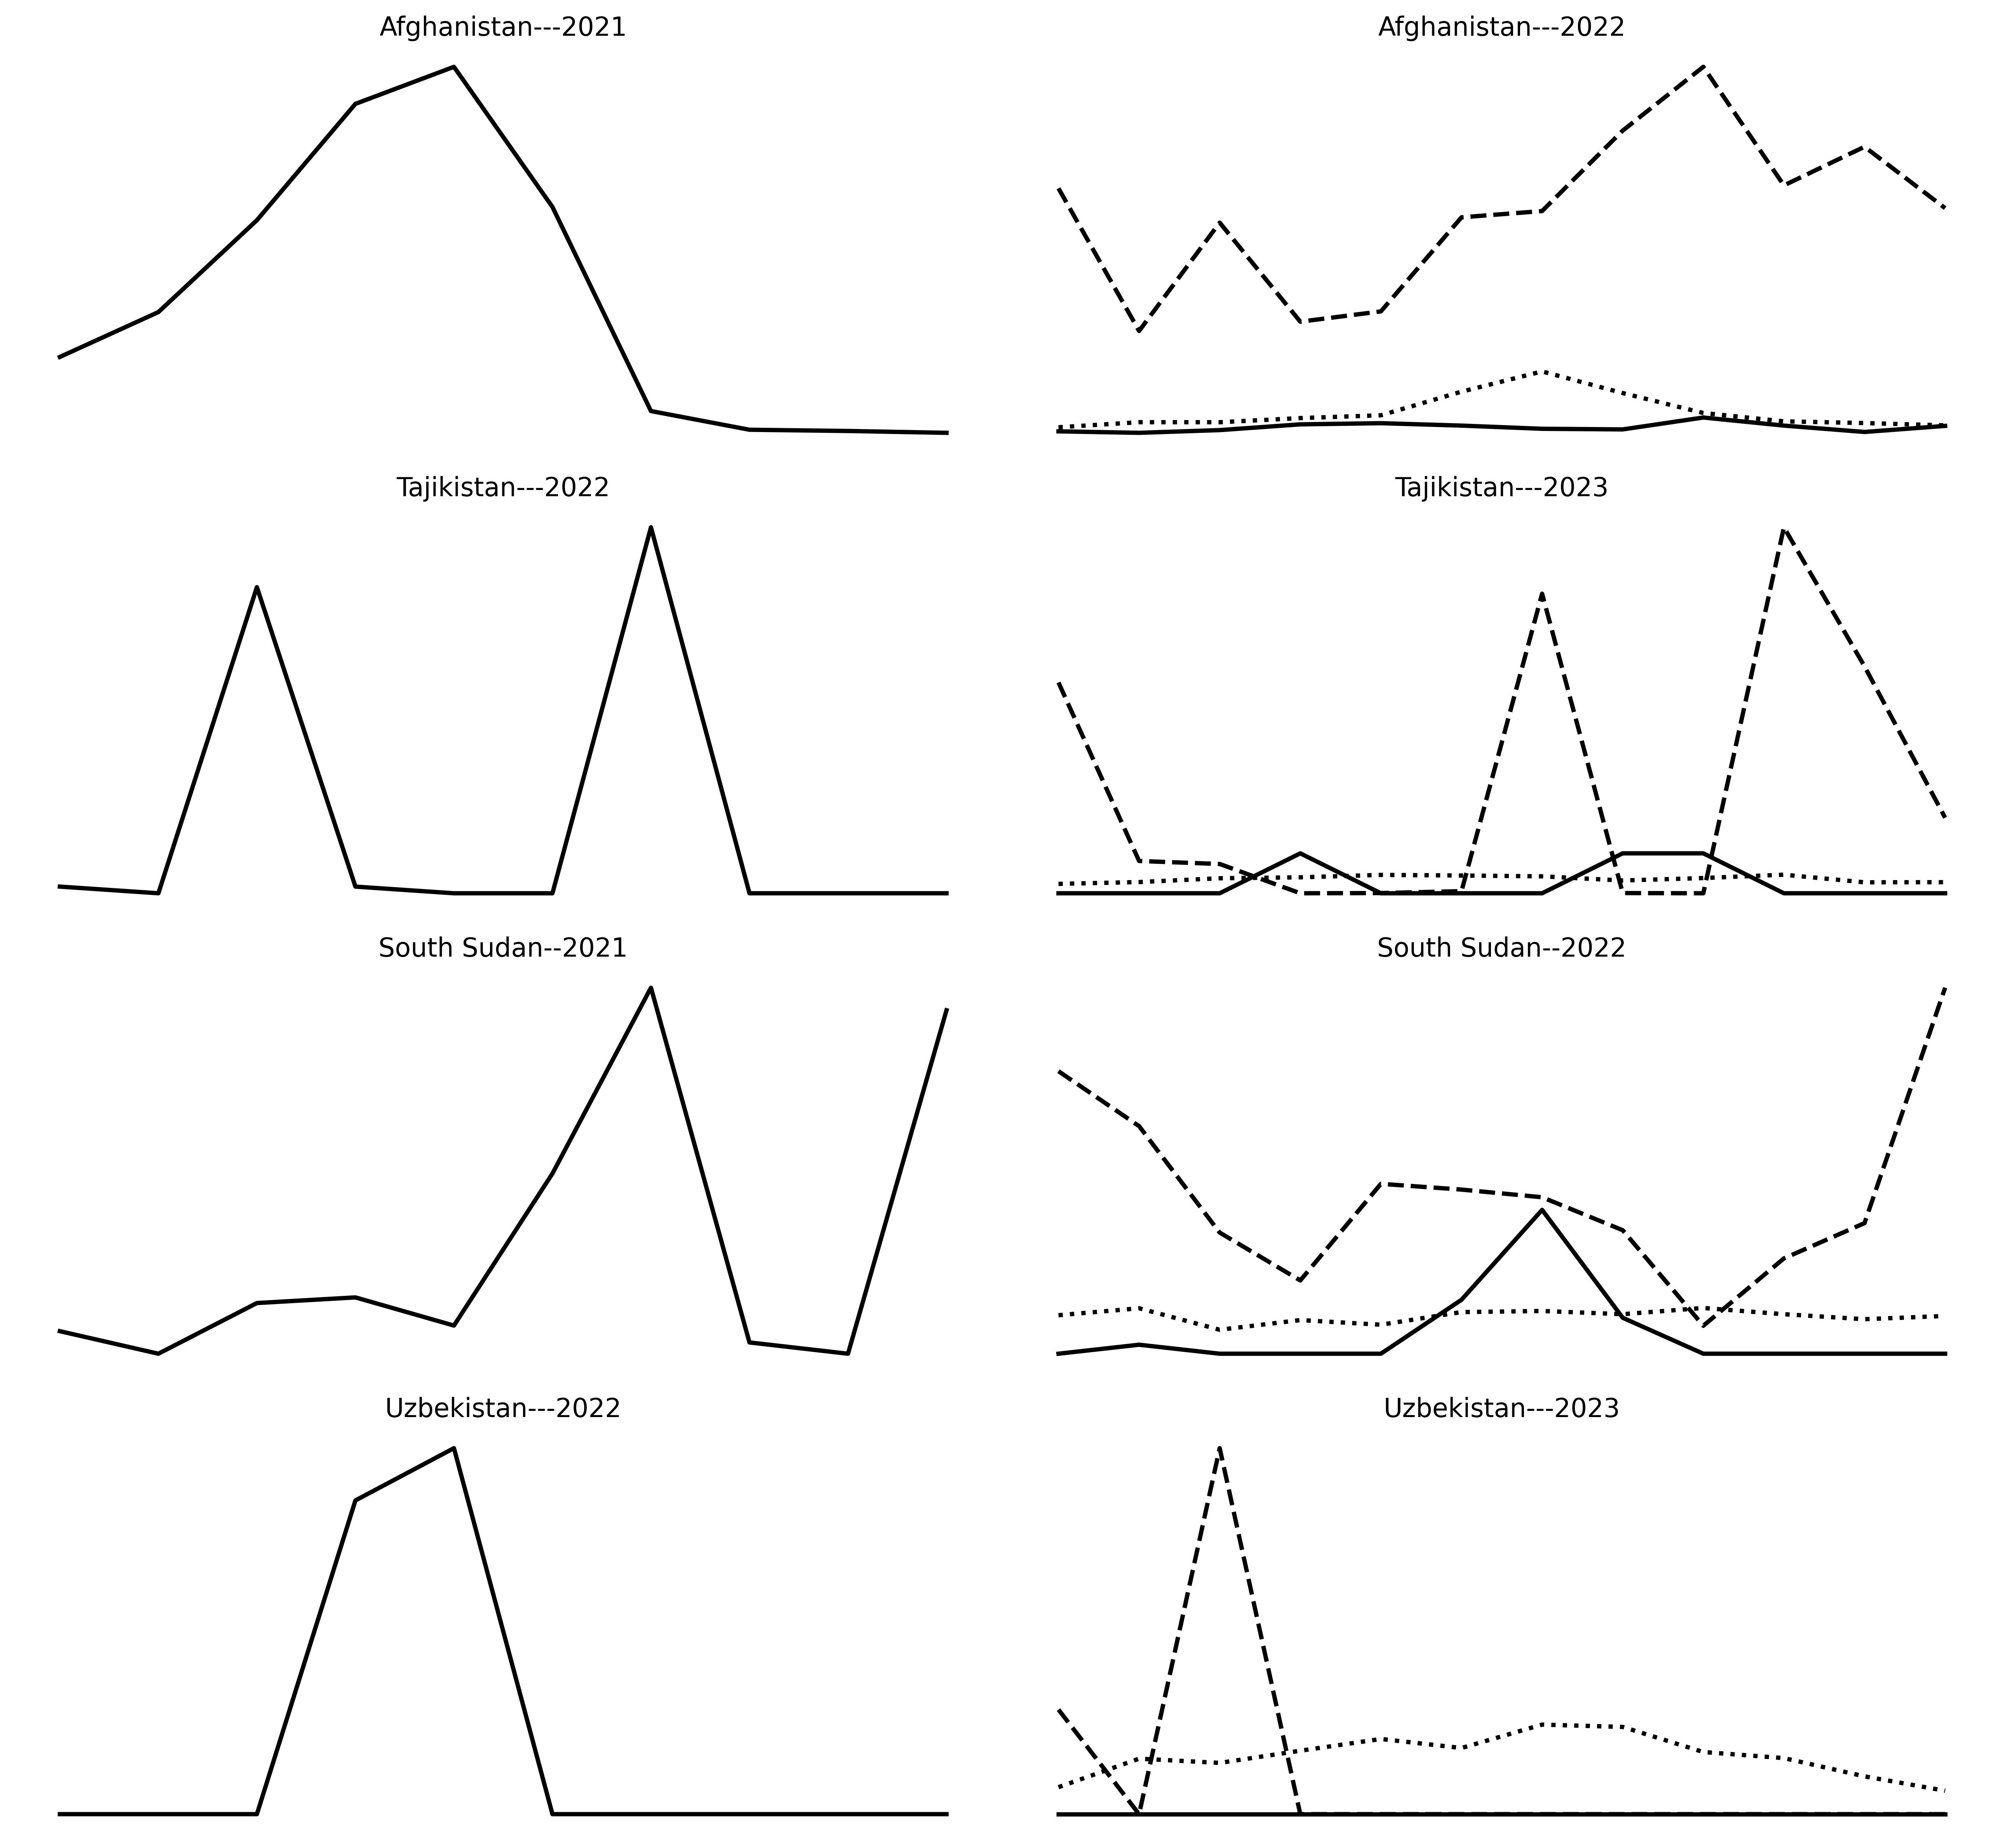 Afghanistan---2021
Afghanistan---2022
Tajikistan---2022
Tajikistan---2023
South Sudan--2021
South Sudan--2022
Uzbekistan---2022
Uzbekistan---2023